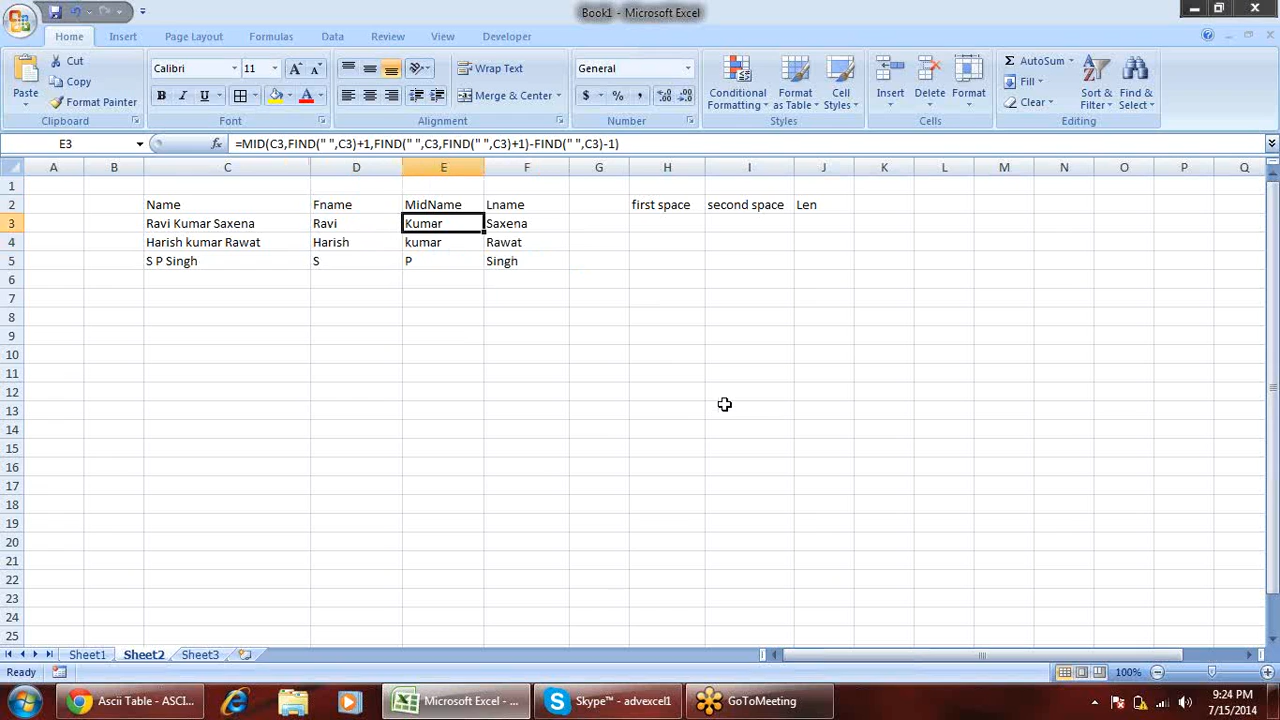 Book1 - Microsoft Excel
Home Insert Page Layout Formulas Data Review View Developer
Paste Cut Copy Format Painter
Clipboard
Calibri 11
B I U A
Font
Wrap Text
Merge & Center
Alignment
General
$ % ,
Number
Conditional Formatting Format as Table Cell Styles
Styles
Insert Delete Format
Cells
Σ AutoSum Fill Clear
Sort & Filter Find & Select
Editing
E3 fx =MID(C3,FIND(" ",C3)+1,FIND(" ",C3,FIND(" ",C3)+1)-FIND(" ",C3)-1)
A B C D E F G H I J K L M N O P Q
1
2 Name Fname MidName Lname first space second space Len
3 Ravi Kumar Saxena Ravi Kumar Saxena
4 Harish kumar Rawat Harish kumar Rawat
5 S P Singh S P Singh
6
7
8
9
10
11
12
13
14
15
16
17
18
19
20
21
22
23
24
25
Sheet1 Sheet2 Sheet3
Ready 100%
Ascii Table - ASCI... Microsoft Excel - ... Skype™ - advexcel1 GoToMeeting 9:24 PM
7/15/2014